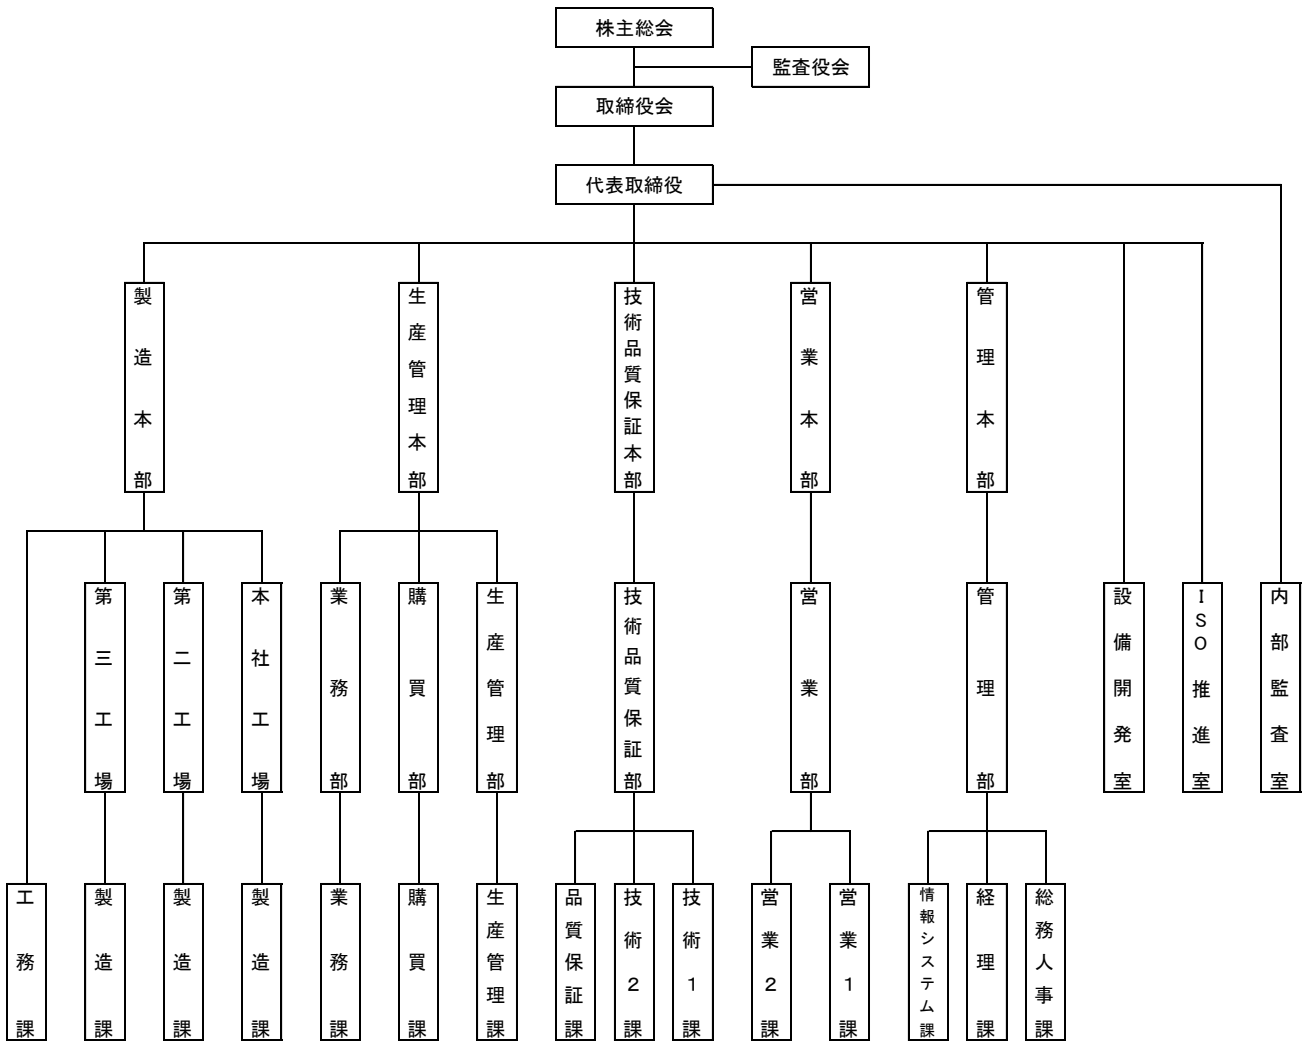 株主総会
監査役会
取締役会
代表取締役
製造本部
生産管理本部
技術品質保証本部
営業本部
管理本部
第三工場
第二工場
本社工場
業務部
購買部
生産管理部
技術品質保証部
営業部
管理部
設備開発室
ISO推進室
内部監査室
工務課
製造課
製造課
製造課
業務課
購買課
生産管理課
品質保証課
技術2課
技術1課
営業2課
営業1課
情報システム課
経理課
総務人事課